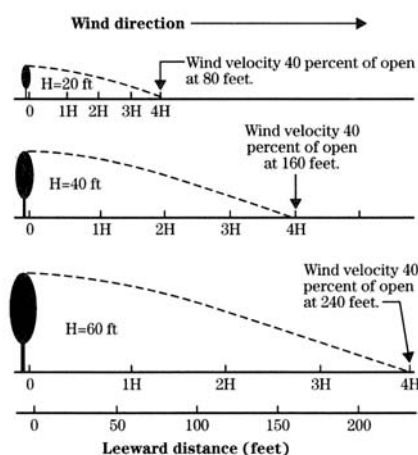 Wind direction
Wind velocity 40 percent of open
at 80 feet.
H=20 ft
0 1H 2H 3H 4H
Wind velocity 40
percent of open
at 160 feet.
H=40 ft
0 1H 2H 3H 4H
Wind velocity 40
percent of open
at 240 feet.
H=60 ft
0 1H 2H 3H 4H
0 50 100 150 200
Leeward distance (feet)